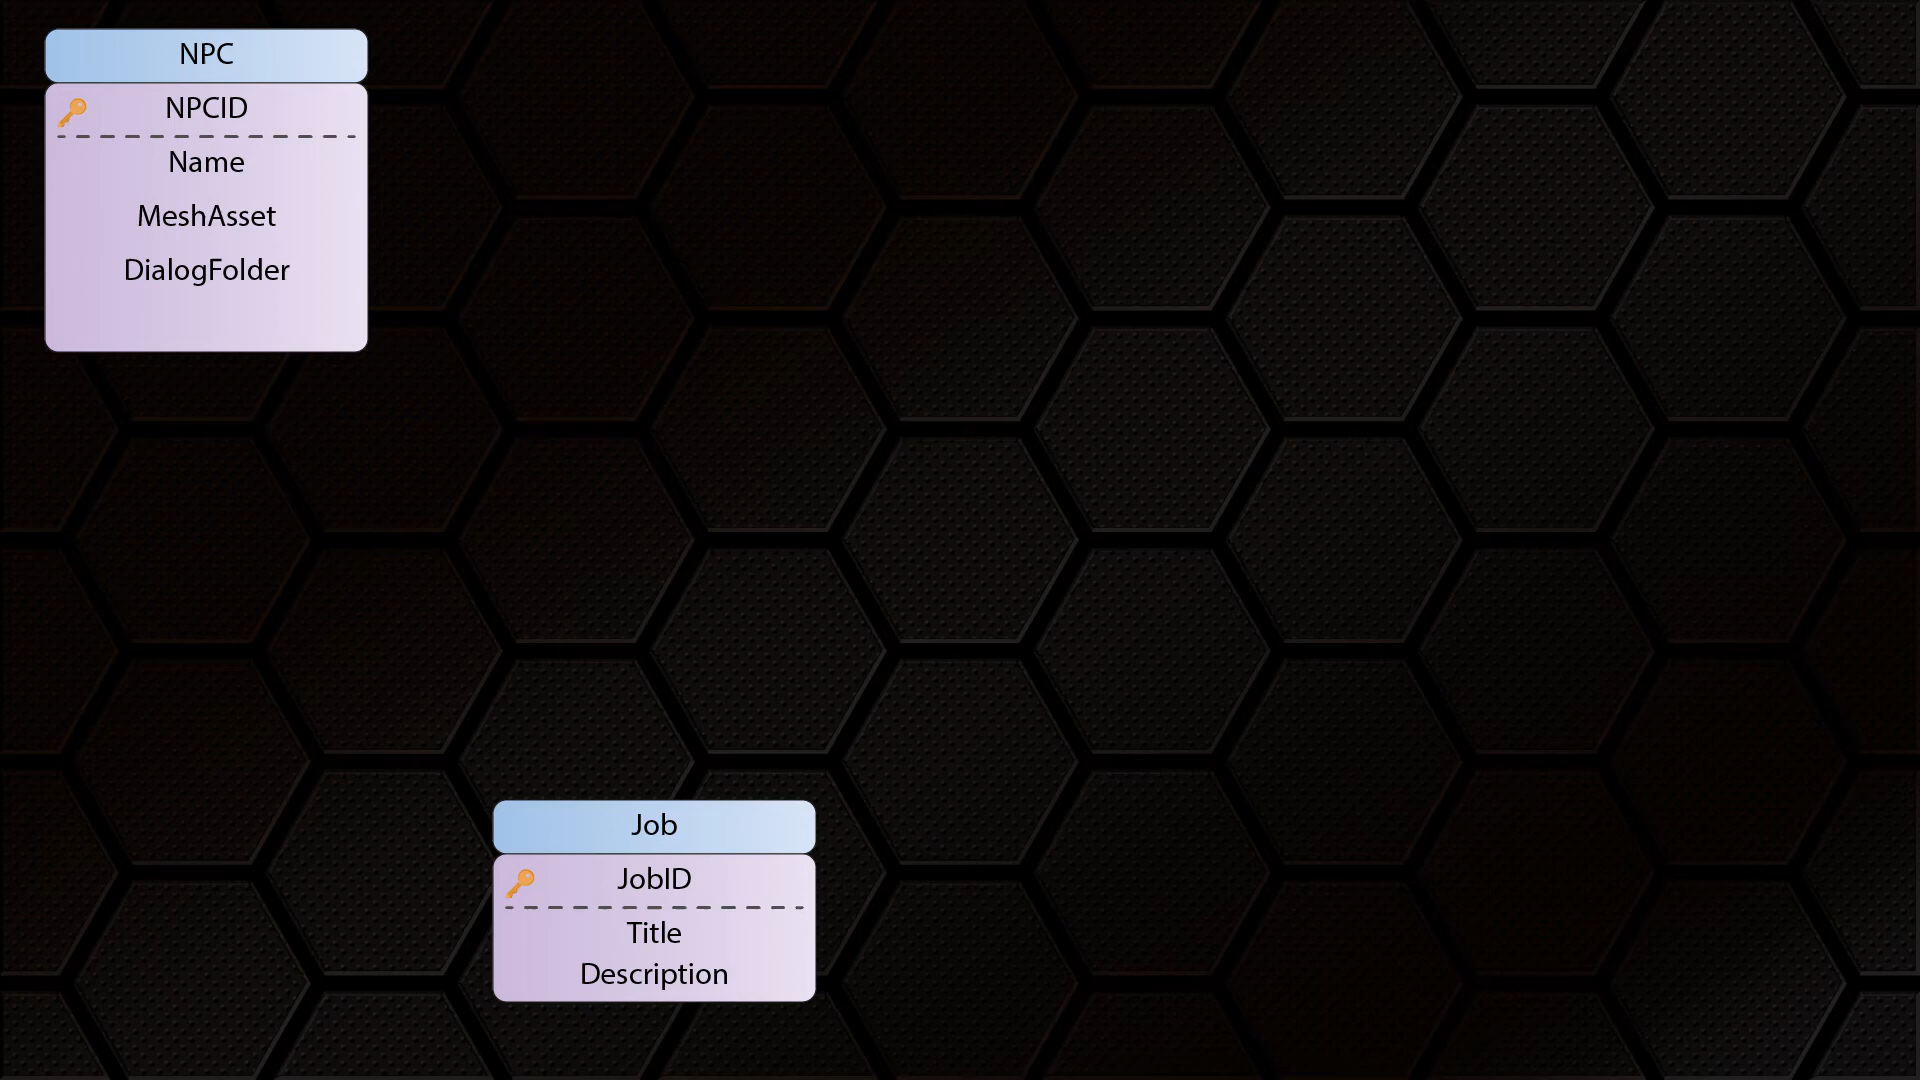 NPC
NPCID
Name
MeshAsset
DialogFolder
Job
JobID
Title
Description